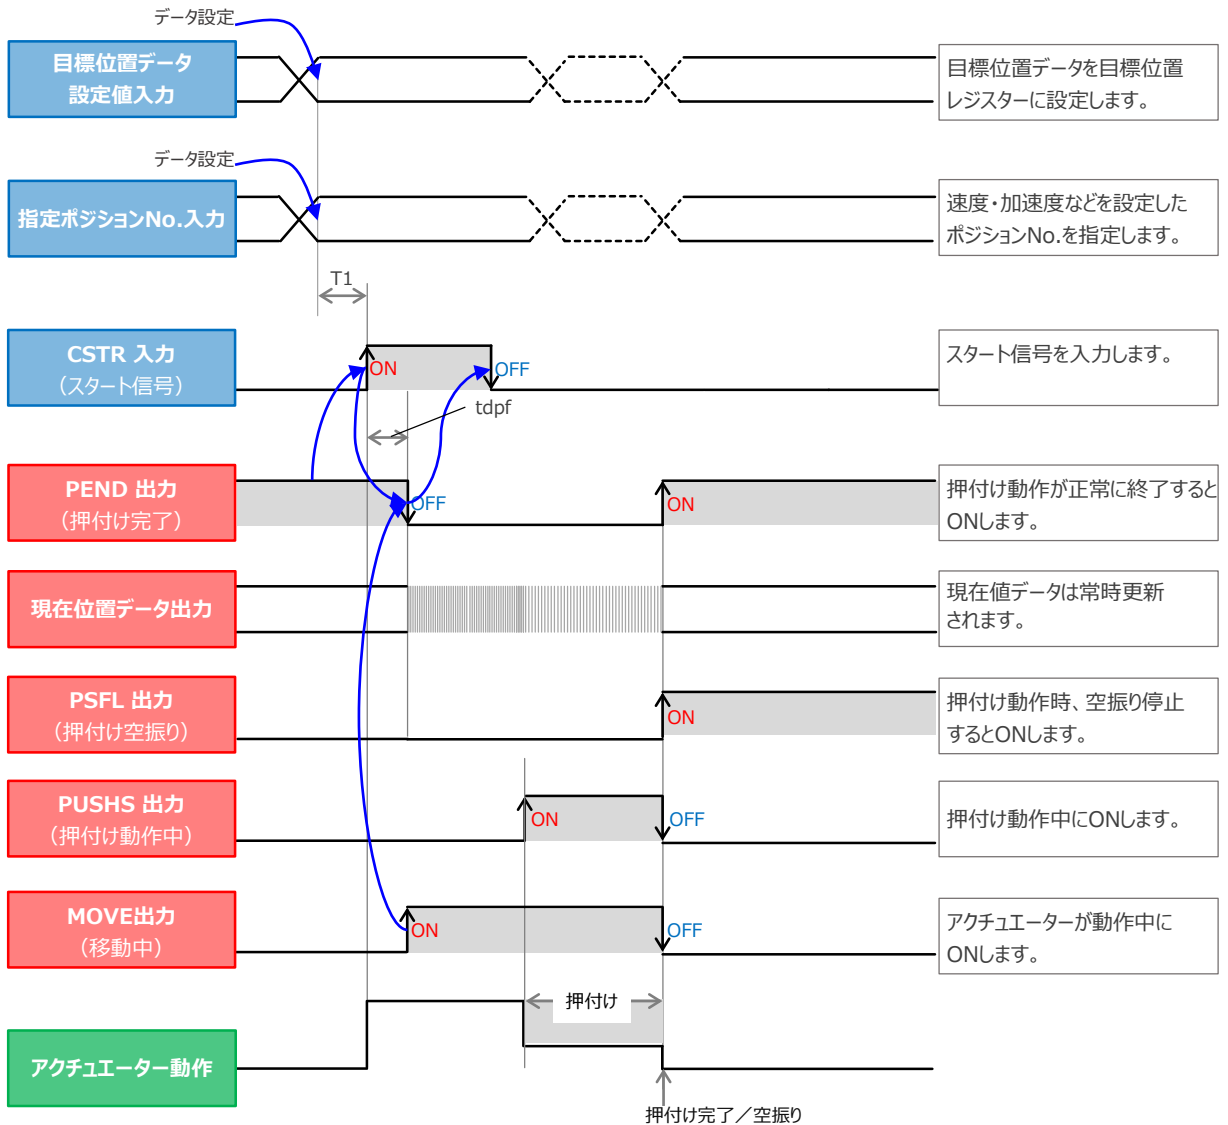 データ設定
目標位置データ
設定値入力
目標位置データを目標位置
レジスターに設定します。
データ設定
指定ポジションNo.入力
速度・加速度などを設定した
ポジションNo.を指定します。
T1
CSTR 入力
（スタート信号）
ON
OFF
スタート信号を入力します。
tdpf
PEND 出力
（押付け完了）
OFF
ON
押付け動作が正常に終了すると
ONします。
現在位置データ出力
現在値データは常時更新
されます。
PSFL 出力
（押付け空振り）
ON
押付け動作時、空振り停止
するとONします。
PUSHS 出力
（押付け動作中）
ON
OFF
押付け動作中にONします。
MOVE出力
（移動中）
ON
OFF
アクチュエーターが動作中に
ONします。
押付け
アクチュエーター動作
押付け完了／空振り